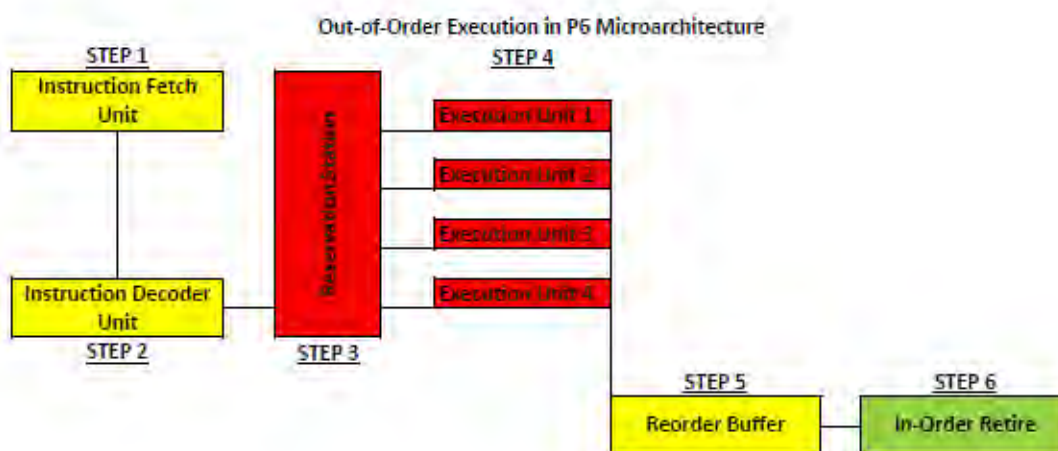 Out-of-Order Execution in P6 Microarchitecture
STEP 1
Instruction Fetch
Unit
Instruction Decoder
Unit
STEP 2
Reservation Station
STEP 3
STEP 4
Execution Unit 1
Execution Unit 2
Execution Unit 3
Execution Unit 4
STEP 5
Reorder Buffer
STEP 6
In-Order Retire